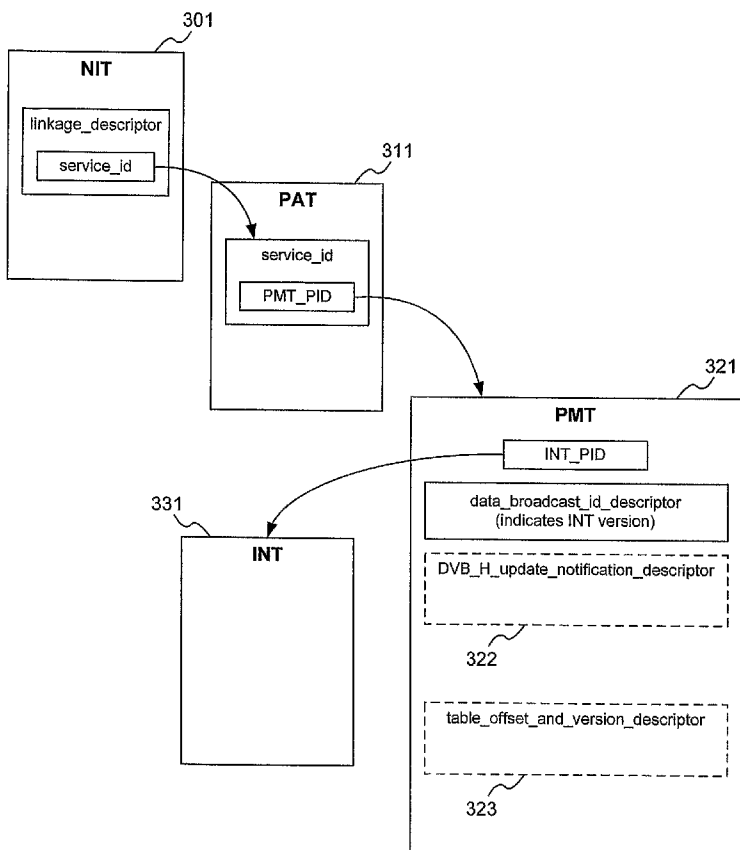 301
NIT
linkage_descriptor
service_id
311
PAT
service_id
PMT_PID
321
PMT
INT_PID
data_broadcast_id_descriptor
(indicates INT version)
DVB_H_update_notification_descriptor
322
table_offset_and_version_descriptor
323
331
INT